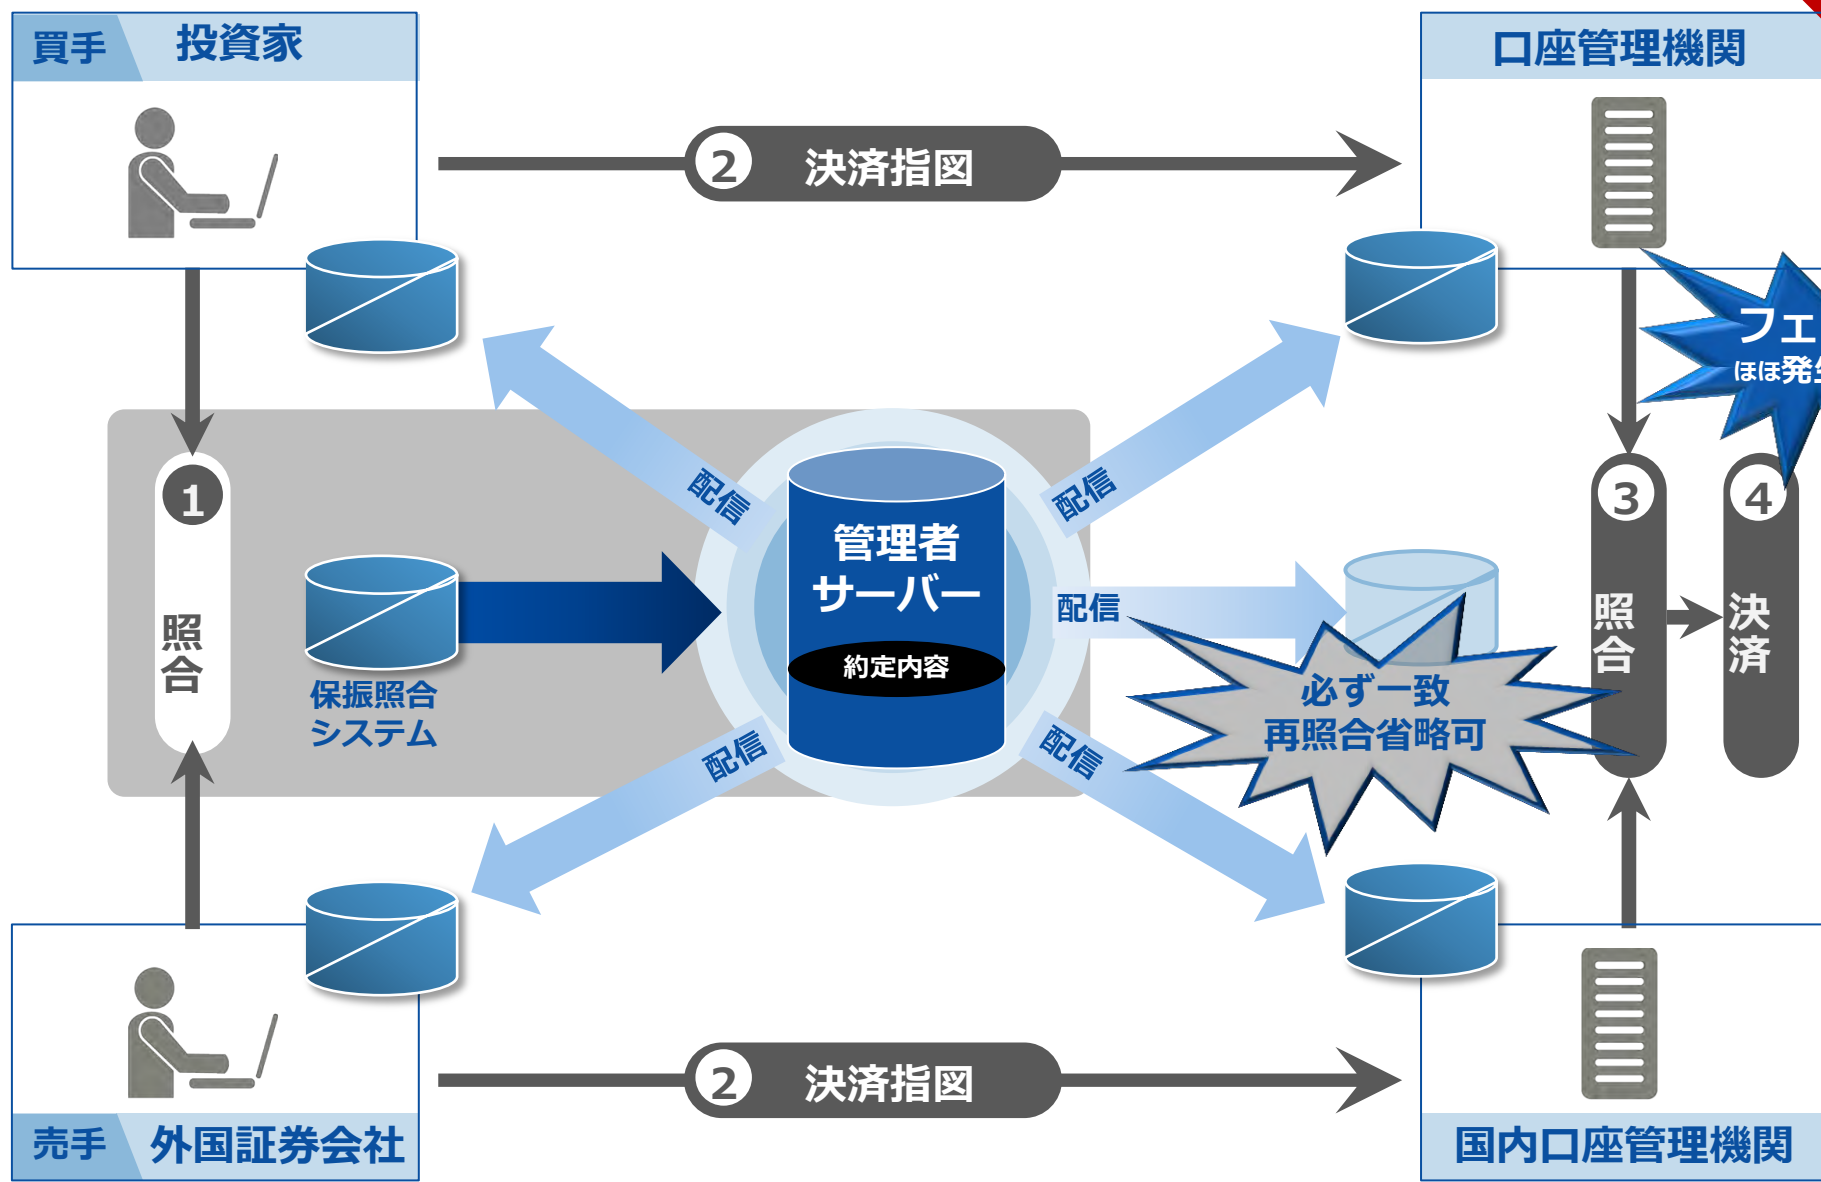 買手 投資家
口座管理機関
2 決済指図
フェ
ほぼ発生
配信
配信
1
照合
管理者
サーバー
約定内容
保振照合
システム
配信
必ず一致
再照合省略可
3
照合
4
決済
配信
配信
2 決済指図
売手 外国証券会社
国内口座管理機関